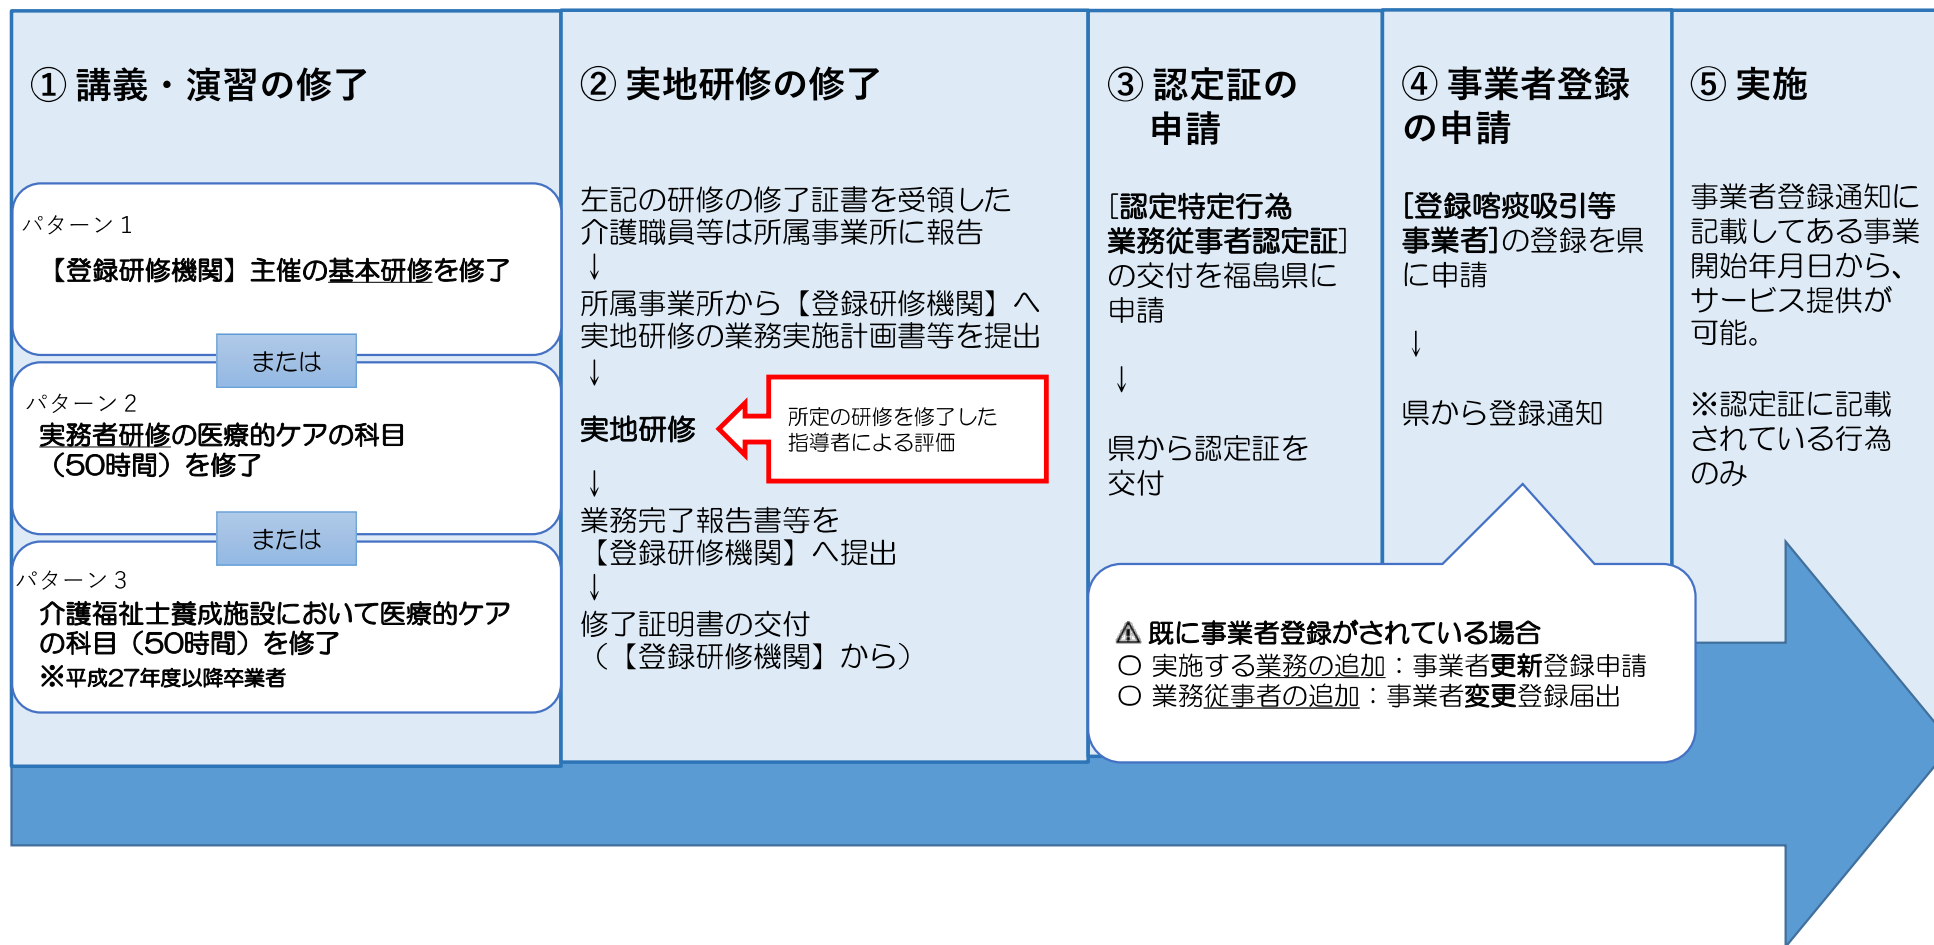 ① 講義・演習の修了
パターン１
【登録研修機関】主催の基本研修を修了
または
パターン２
実務者研修の医療的ケアの科目
（50時間）を修了
または
パターン３
介護福祉士養成施設において医療的ケア
の科目（50時間）を修了
※平成27年度以降卒業者
② 実地研修の修了
左記の研修の修了証書を受領した
介護職員等は所属事業所に報告
↓
所属事業所から【登録研修機関】へ
実地研修の業務実施計画書等を提出
↓
実地研修
所定の研修を修了した
指導者による評価
↓
業務完了報告書等を
【登録研修機関】へ提出
↓
修了証明書の交付
（【登録研修機関】から）
③ 認定証の
申請
[認定特定行為
業務従事者認定証]
の交付を福島県に
申請
↓
県から認定証を
交付
④ 事業者登録
の申請
[登録喀痰吸引等
事業者]の登録を県
に申請
↓
県から登録通知
⚠ 既に事業者登録がされている場合
○ 実施する業務の追加：事業者更新登録申請
○ 業務従事者の追加：事業者変更登録届出
⑤ 実施
事業者登録通知に
記載してある事業
開始年月日から、
サービス提供が
可能。
※認定証に記載
されている行為
のみ